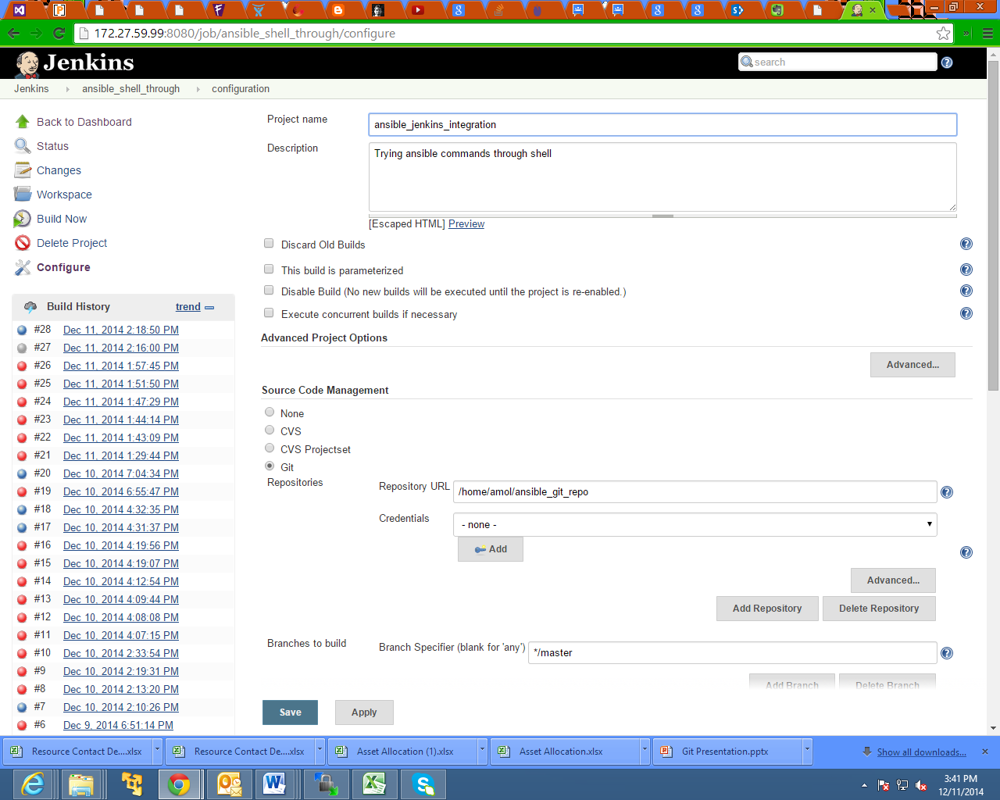 172.27.59.99:8080/job/ansible_shell_through/configure
Jenkins
search
Jenkins ansible_shell_through configuration
Back to Dashboard
Status
Changes
Workspace
Build Now
Delete Project
Configure
Build History trend
#28 Dec 11, 2014 2:18:50 PM
#27 Dec 11, 2014 2:16:00 PM
#26 Dec 11, 2014 1:57:45 PM
#25 Dec 11, 2014 1:51:50 PM
#24 Dec 11, 2014 1:47:29 PM
#23 Dec 11, 2014 1:44:14 PM
#22 Dec 11, 2014 1:43:09 PM
#21 Dec 11, 2014 1:29:44 PM
#20 Dec 10, 2014 7:04:34 PM
#19 Dec 10, 2014 6:55:47 PM
#18 Dec 10, 2014 4:32:35 PM
#17 Dec 10, 2014 4:31:37 PM
#16 Dec 10, 2014 4:19:56 PM
#15 Dec 10, 2014 4:19:07 PM
#14 Dec 10, 2014 4:12:54 PM
#13 Dec 10, 2014 4:09:44 PM
#12 Dec 10, 2014 4:08:08 PM
#11 Dec 10, 2014 4:07:15 PM
#10 Dec 10, 2014 2:33:54 PM
#9 Dec 10, 2014 2:19:31 PM
#8 Dec 10, 2014 2:13:20 PM
#7 Dec 10, 2014 2:10:26 PM
#6 Dec 9, 2014 6:51:14 PM
Project name ansible_jenkins_integration
Description Trying ansible commands through shell
[Escaped HTML] Preview
Discard Old Builds
This build is parameterized
Disable Build (No new builds will be executed until the project is re-enabled.)
Execute concurrent builds if necessary
Advanced Project Options
Advanced...
Source Code Management
None
CVS
CVS Projectset
Git
Repositories Repository URL /home/amol/ansible_git_repo
Credentials - none -
Add
Advanced...
Add Repository Delete Repository
Branches to build Branch Specifier (blank for 'any') */master
Add Branch Delete Branch
Save Apply
Resource Contact De....xlsx Resource Contact De....xlsx Asset Allocation (1).xlsx Asset Allocation.xlsx Git Presentation.pptx Show all downloads...
3:41 PM
12/11/2014